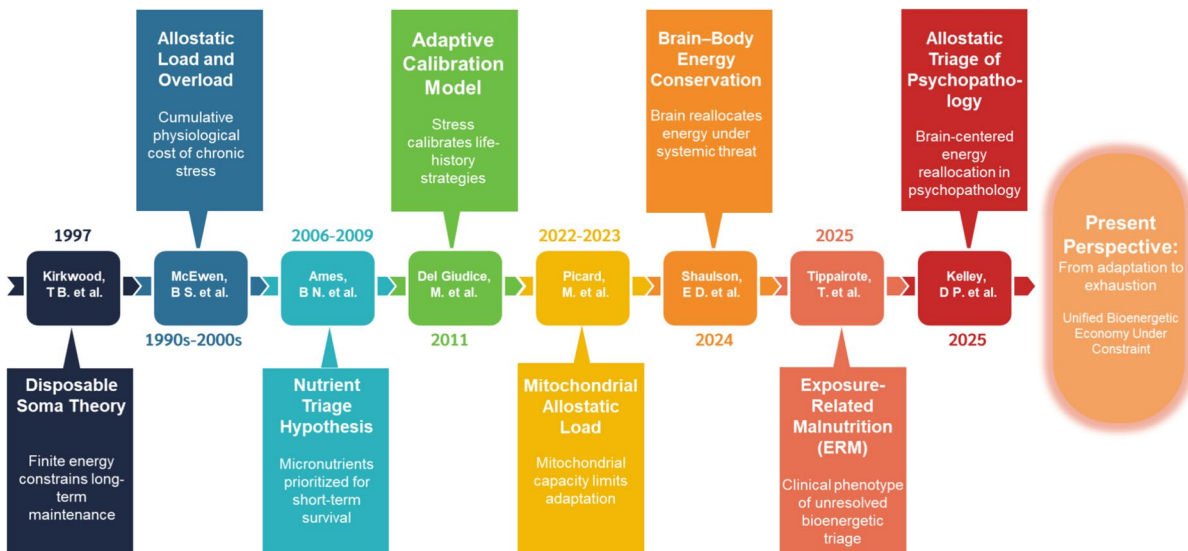 Allostatic
Load and
Overload
Cumulative
physiological
cost of chronic
stress
Adaptive
Calibration
Model
Stress
calibrates life-
history
strategies
Brain–Body
Energy
Conservation
Brain reallocates
energy under
systemic threat
Allostatic
Triage of
Psychopatho-
logy
Brain-centered
energy
reallocation in
psychopathology
1997
2006-2009
2022-2023
2025
Kirkwood,
T B. et al.
McEwen,
B S. et al.
Ames,
B N. et al.
Del Giudice,
M. et al.
Picard,
M. et al.
Shaulson,
E D. et al.
Tippairote,
T. et al.
Kelley,
D P. et al.
1990s-2000s
2011
2024
2025
Disposable
Soma Theory
Finite energy
constrains long-
term
maintenance
Nutrient
Triage
Hypothesis
Micronutrients
prioritized for
short-term
survival
Mitochondrial
Allostatic
Load
Mitochondrial
capacity limits
adaptation
Exposure-
Related
Malnutrition
(ERM)
Clinical phenotype
of unresolved
bioenergetic
triage
Present
Perspective:
From adaptation to
exhaustion
Unified Bioenergetic
Economy Under
Constraint